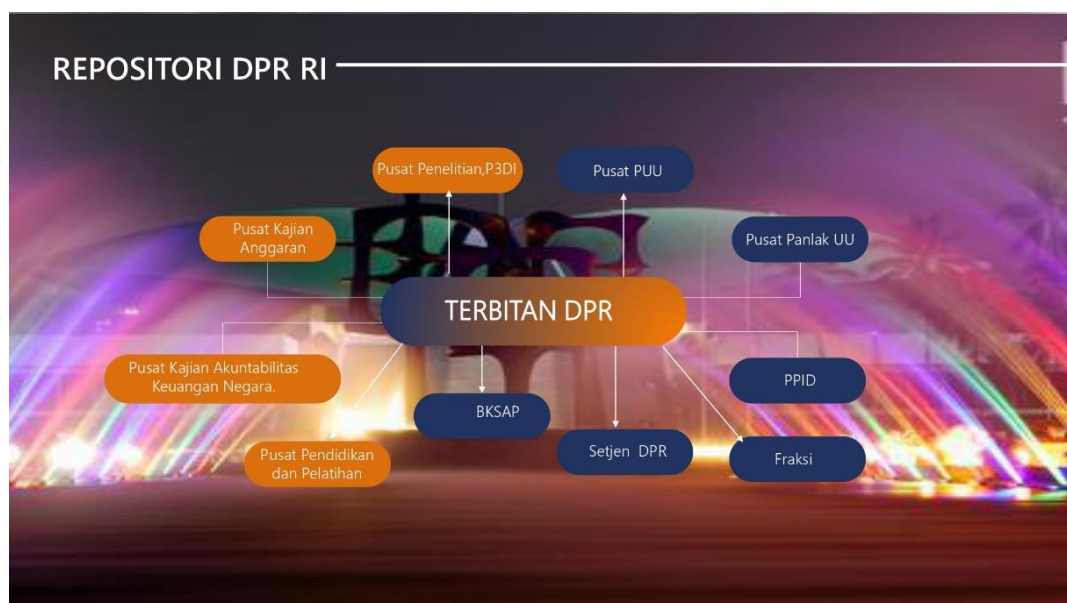 REPOSITORI DPR RI
Pusat Penelitian,P3DI
Pusat PUU
Pusat Kajian
Anggaran
Pusat Panlak UU
TERBITAN DPR
Pusat Kajian Akuntabilitas
Keuangan Negara.
PPID
BKSAP
Pusat Pendidikan
dan Pelatihan
Setjen DPR
Fraksi